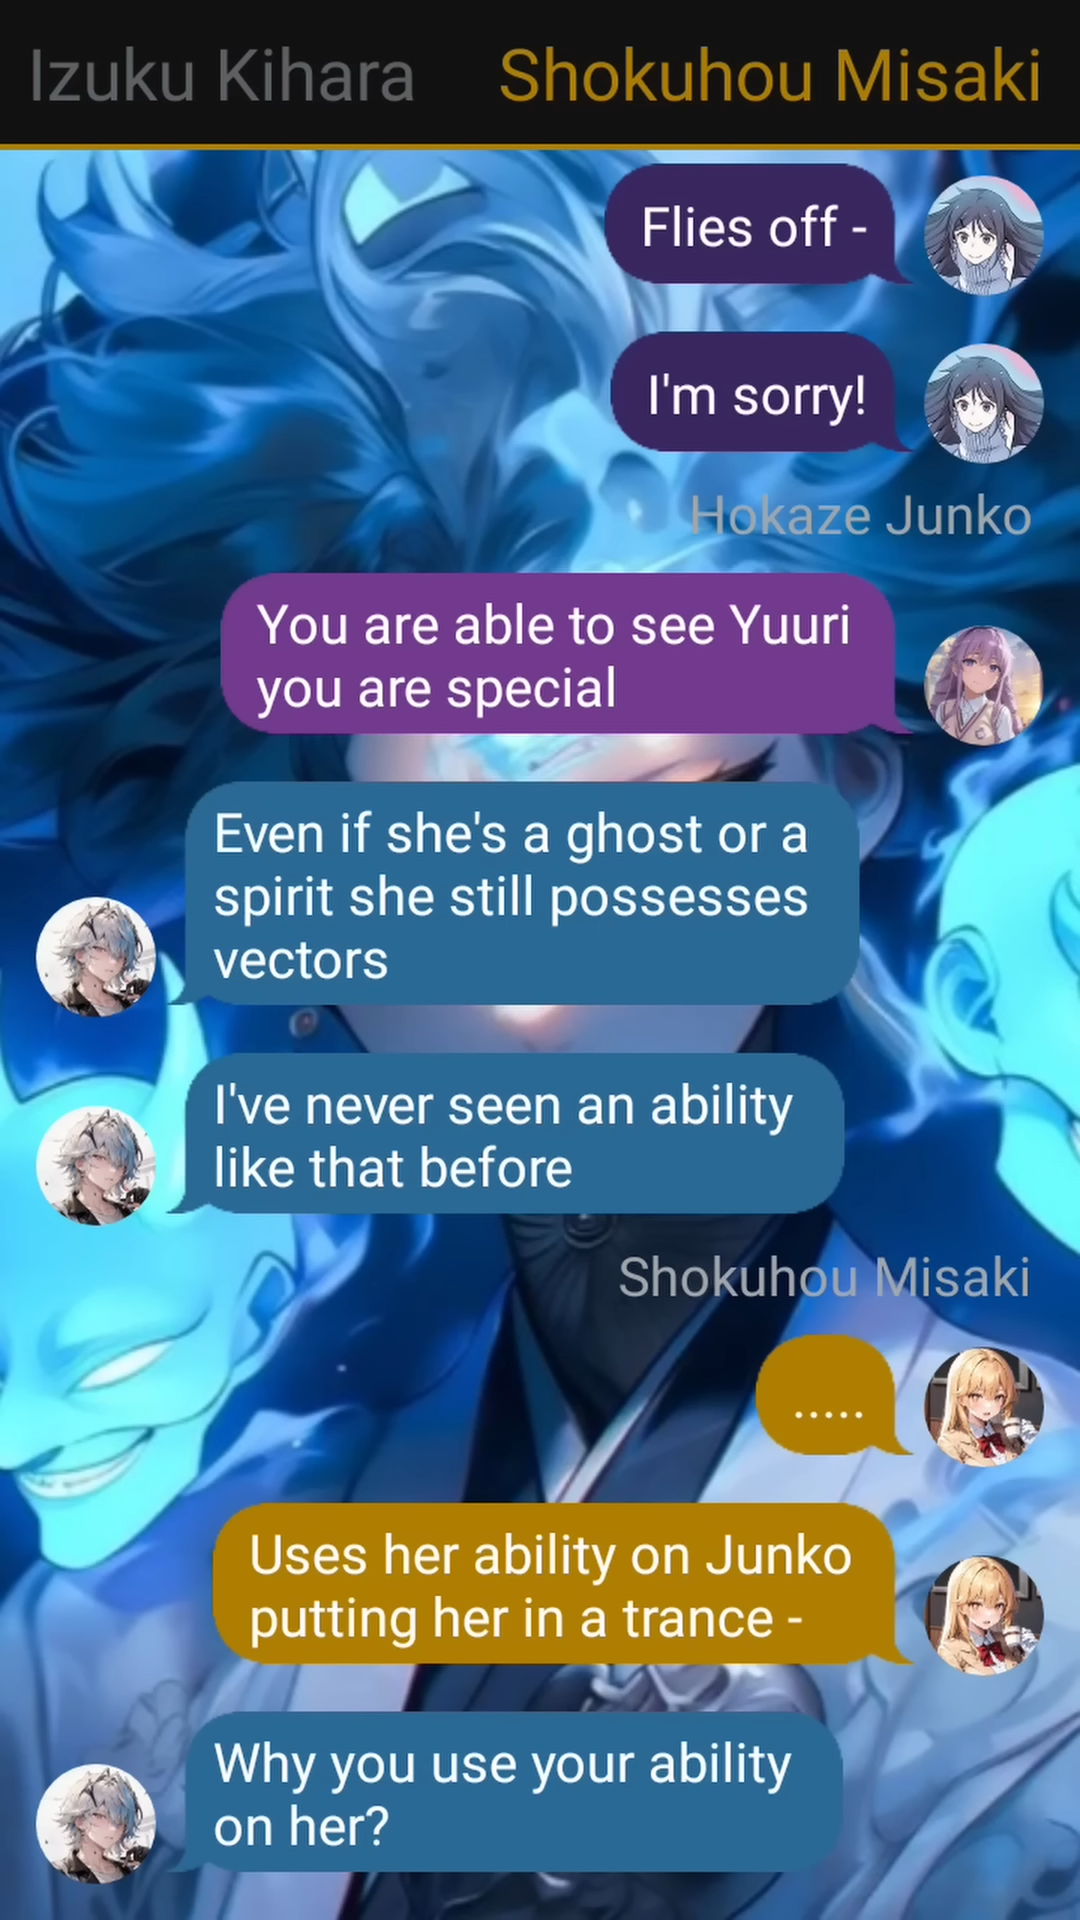 Izuku Kihara Shokuhou Misaki
Flies off -
I'm sorry!
Hokaze Junko
You are able to see Yuuri
you are special
Even if she's a ghost or a
spirit she still possesses
vectors
I've never seen an ability
like that before
Shokuhou Misaki
.....
Uses her ability on Junko
putting her in a trance -
Why you use your ability
on her?